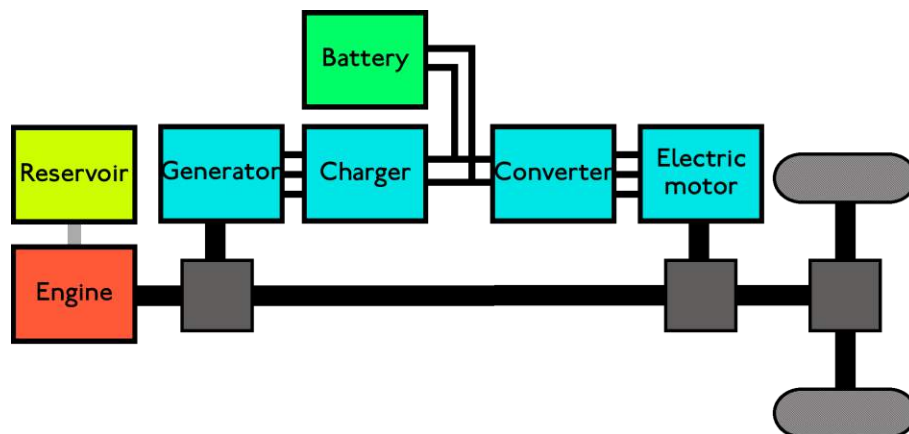 Battery
Reservoir
Generator
Charger
Converter
Electric
motor
Engine